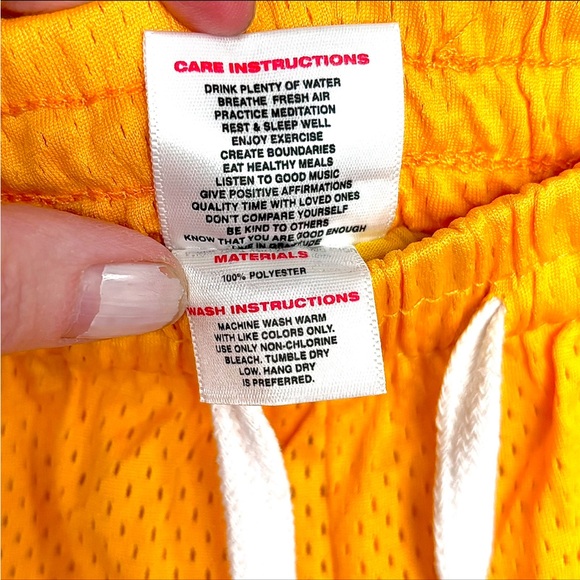 CARE INSTRUCTIONS
DRINK PLENTY OF WATER
BREATHE FRESH AIR
PRACTICE MEDITATION
REST & SLEEP WELL
ENJOY EXERCISE
CREATE BOUNDARIES
EAT HEALTHY MEALS
LISTEN TO GOOD MUSIC
GIVE POSITIVE AFFIRMATIONS
QUALITY TIME WITH LOVED ONES
DON'T COMPARE YOURSELF
BE KIND TO OTHERS
KNOW THAT YOU ARE GOOD ENOUGH
LIVE IN GRATITUDE
MATERIALS
100% POLYESTER
WASH INSTRUCTIONS
MACHINE WASH WARM
WITH LIKE COLORS ONLY.
USE ONLY NON-CHLORINE
BLEACH. TUMBLE DRY
LOW. HANG DRY
IS PREFERRED.